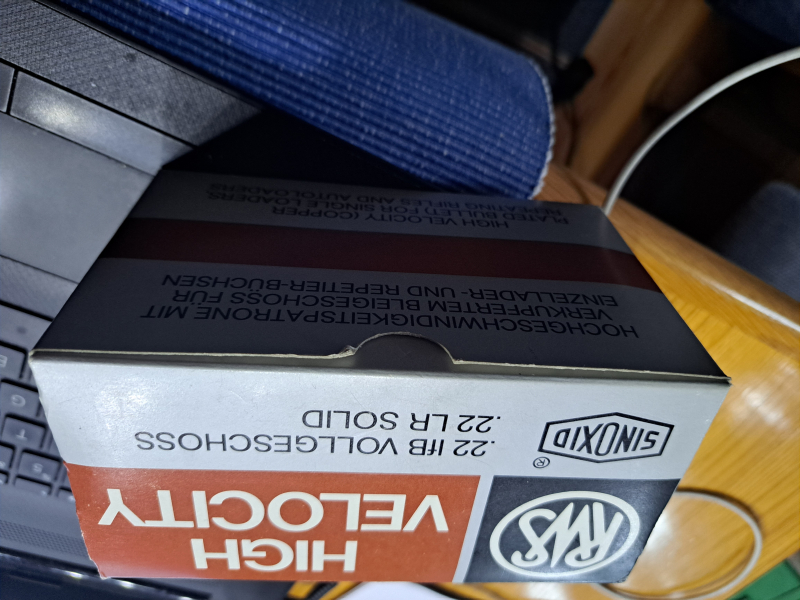 RWS
HIGH
VELOCITY
.22 lfB VOLLGESCHOSS
.22 LR SOLID
SINOXID
®
HOCHGESCHWINDIGKEITSPATRONE MIT
VERKUPFERTEM BLEIGESCHOSS FÜR
EINZELLADER- UND REPETIER-BÜCHSEN
HIGH VELOCITY (COPPER
PLATED BULLET) FOR SINGLE LOADERS,
REPEATING RIFLES AND AUTOLOADERS
E
G
T
S